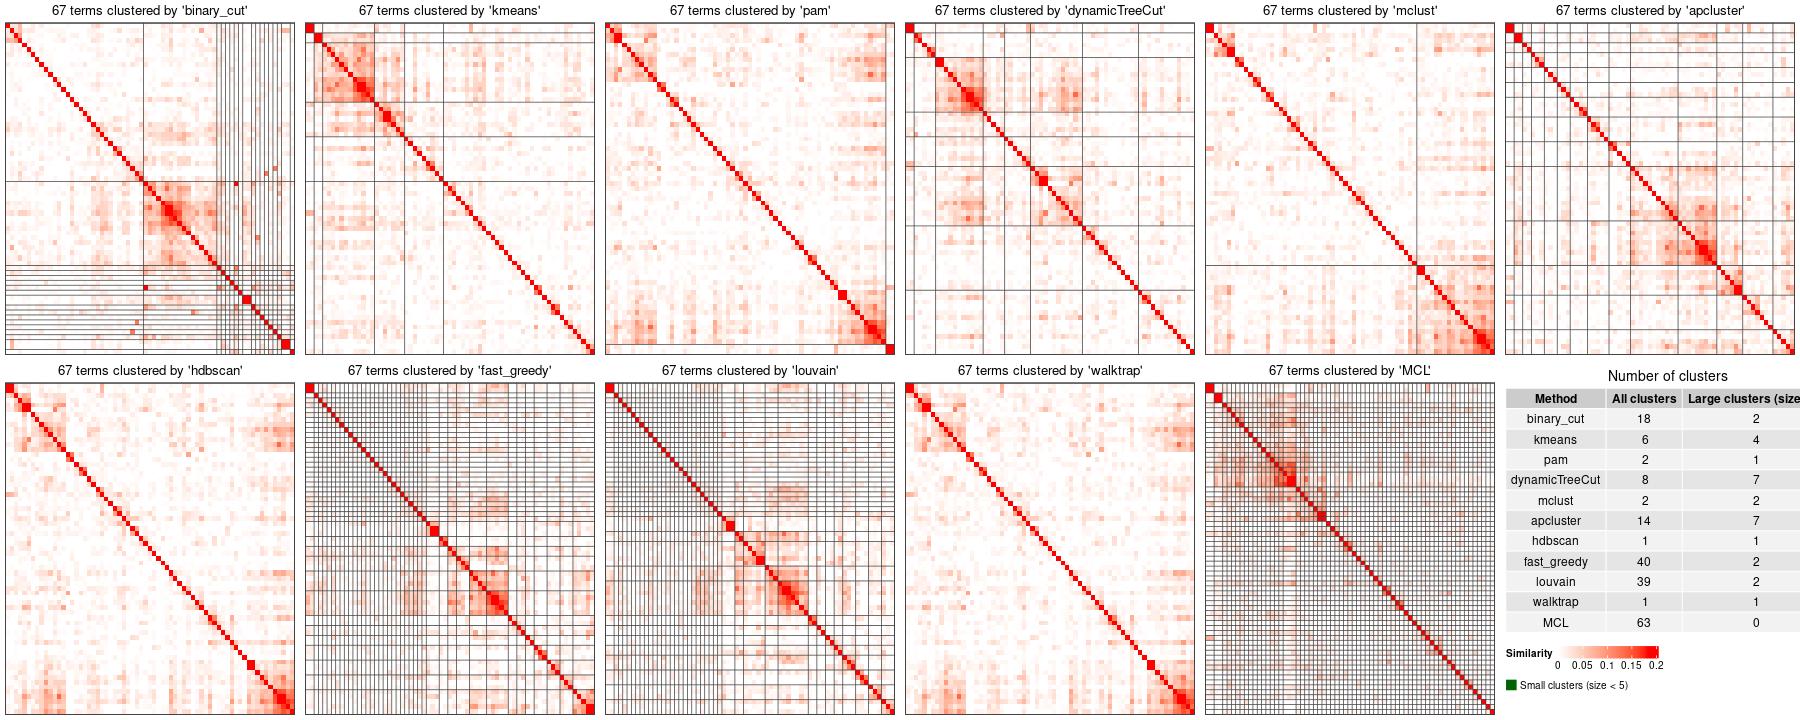 67 terms clustered by 'binary_cut'
67 terms clustered by 'kmeans'
67 terms clustered by 'pam'
67 terms clustered by 'dynamicTreeCut'
67 terms clustered by 'mclust'
67 terms clustered by 'apcluster'
67 terms clustered by 'hdbscan'
67 terms clustered by 'fast_greedy'
67 terms clustered by 'louvain'
67 terms clustered by 'walktrap'
67 terms clustered by 'MCL'
Number of clusters
Method All clusters Large clusters (size
binary_cut 18 2
kmeans 6 4
pam 2 1
dynamicTreeCut 8 7
mclust 2 2
apcluster 14 7
hdbscan 1 1
fast_greedy 40 2
louvain 39 2
walktrap 1 1
MCL 63 0
Similarity
0 0.05 0.1 0.15 0.2
Small clusters (size < 5)